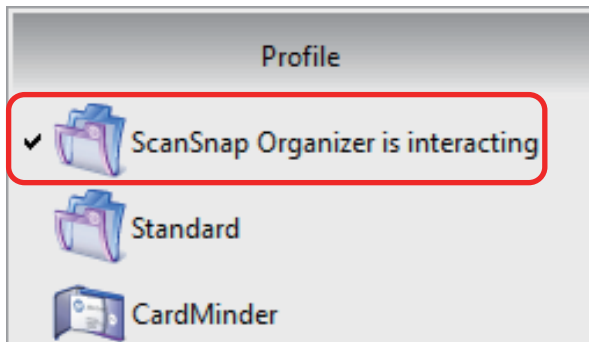 Profile
ScanSnap Organizer is interacting
Standard
CardMinder